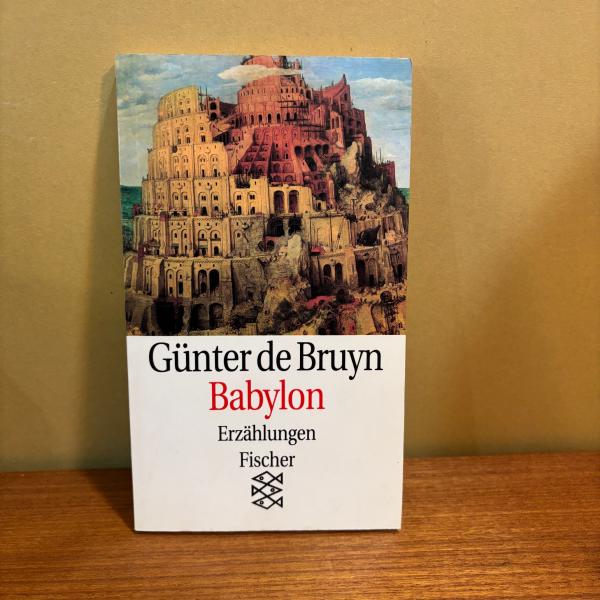 Günter de Bruyn
Babylon
Erzählungen
Fischer